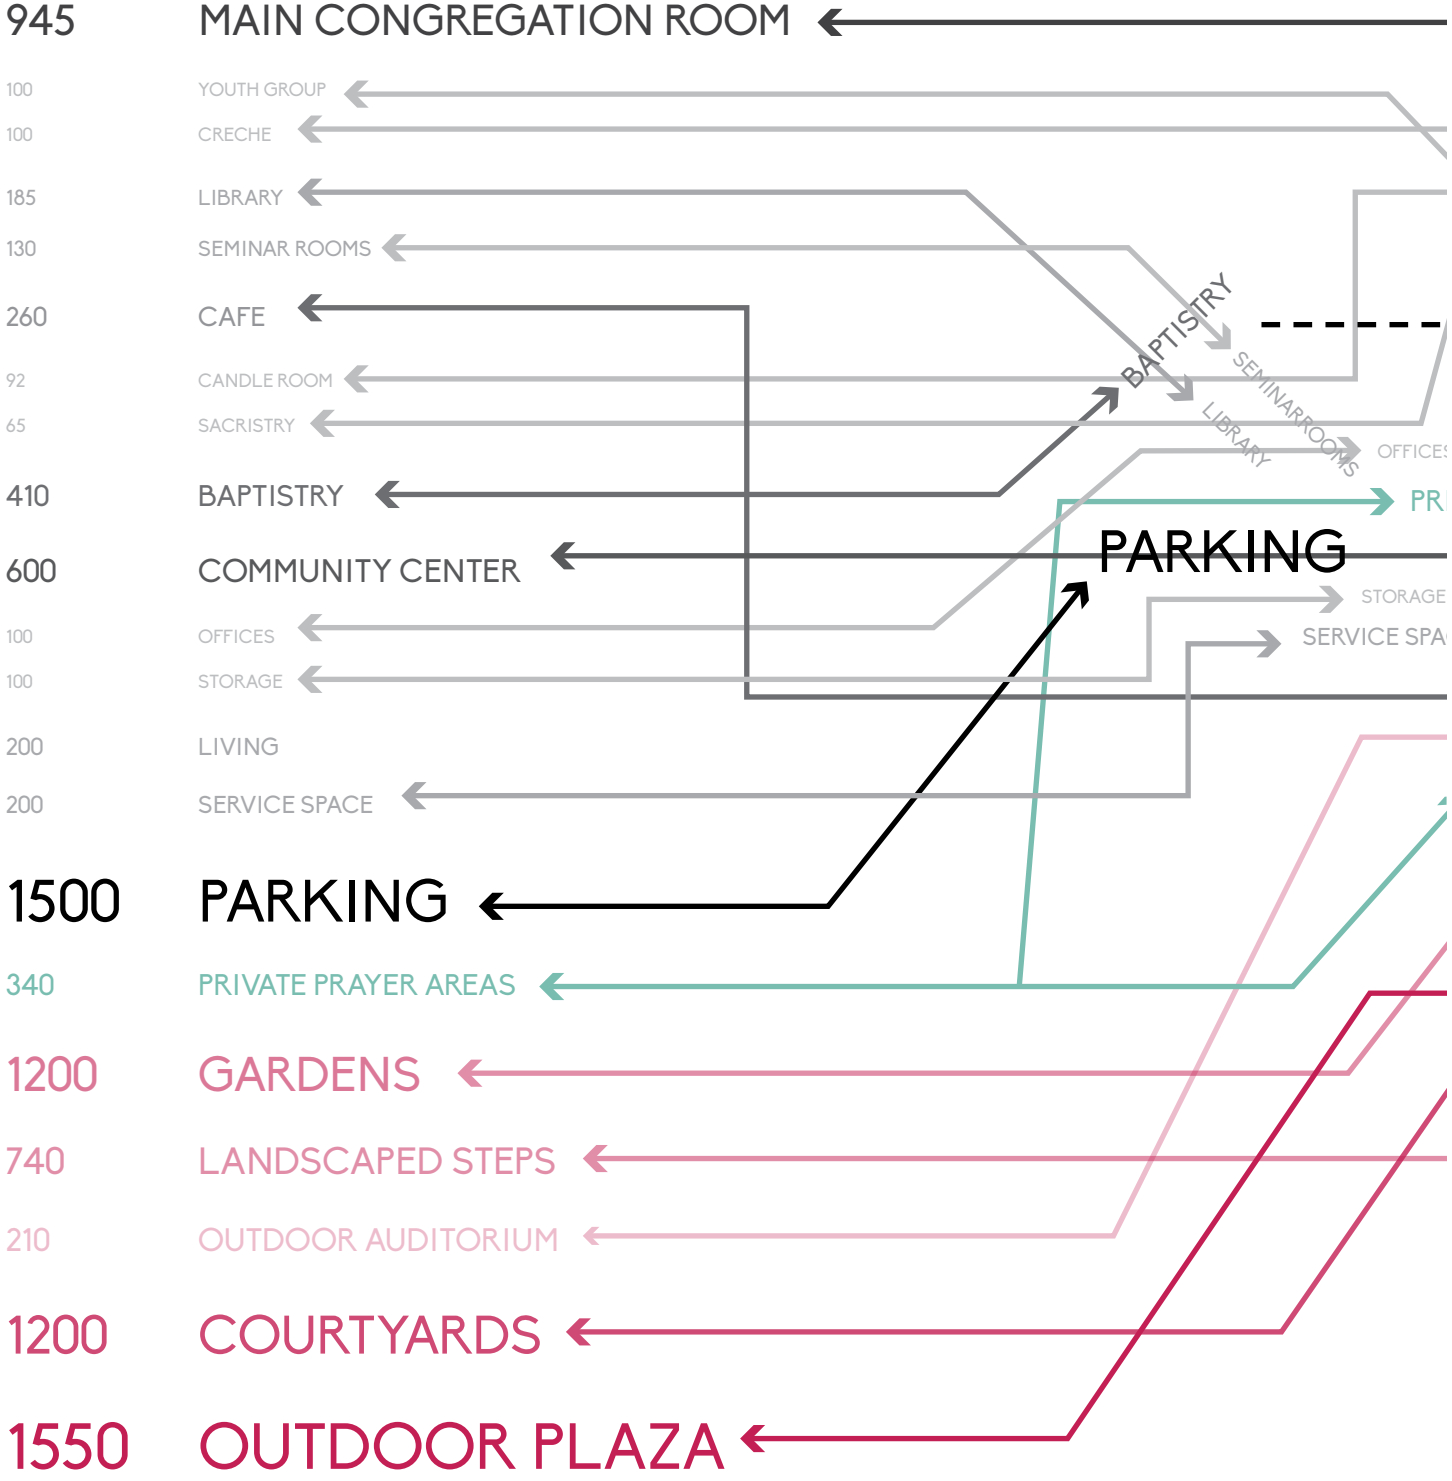 945 MAIN CONGREGATION ROOM
100 YOUTH GROUP
100 CRECHE
185 LIBRARY
130 SEMINAR ROOMS
260 CAFE
92 CANDLE ROOM
65 SACRISTRY
410 BAPTISTRY
600 COMMUNITY CENTER
100 OFFICES
100 STORAGE
200 LIVING
200 SERVICE SPACE
1500 PARKING
340 PRIVATE PRAYER AREAS
1200 GARDENS
740 LANDSCAPED STEPS
210 OUTDOOR AUDITORIUM
1200 COURTYARDS
1550 OUTDOOR PLAZA
BAPTISTRY
SEMINARROOMS
LIBRARY
OFFICES
PARKING
STORAGE
SERVICE